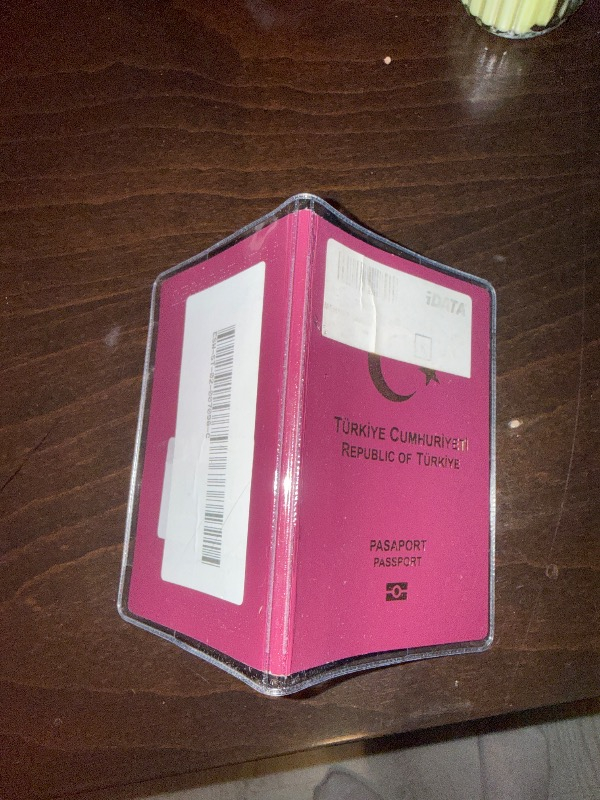 iDATA
TÜRKİYE CUMHURİYETİ
REPUBLIC OF TÜRKİYE
PASAPORT
PASSPORT